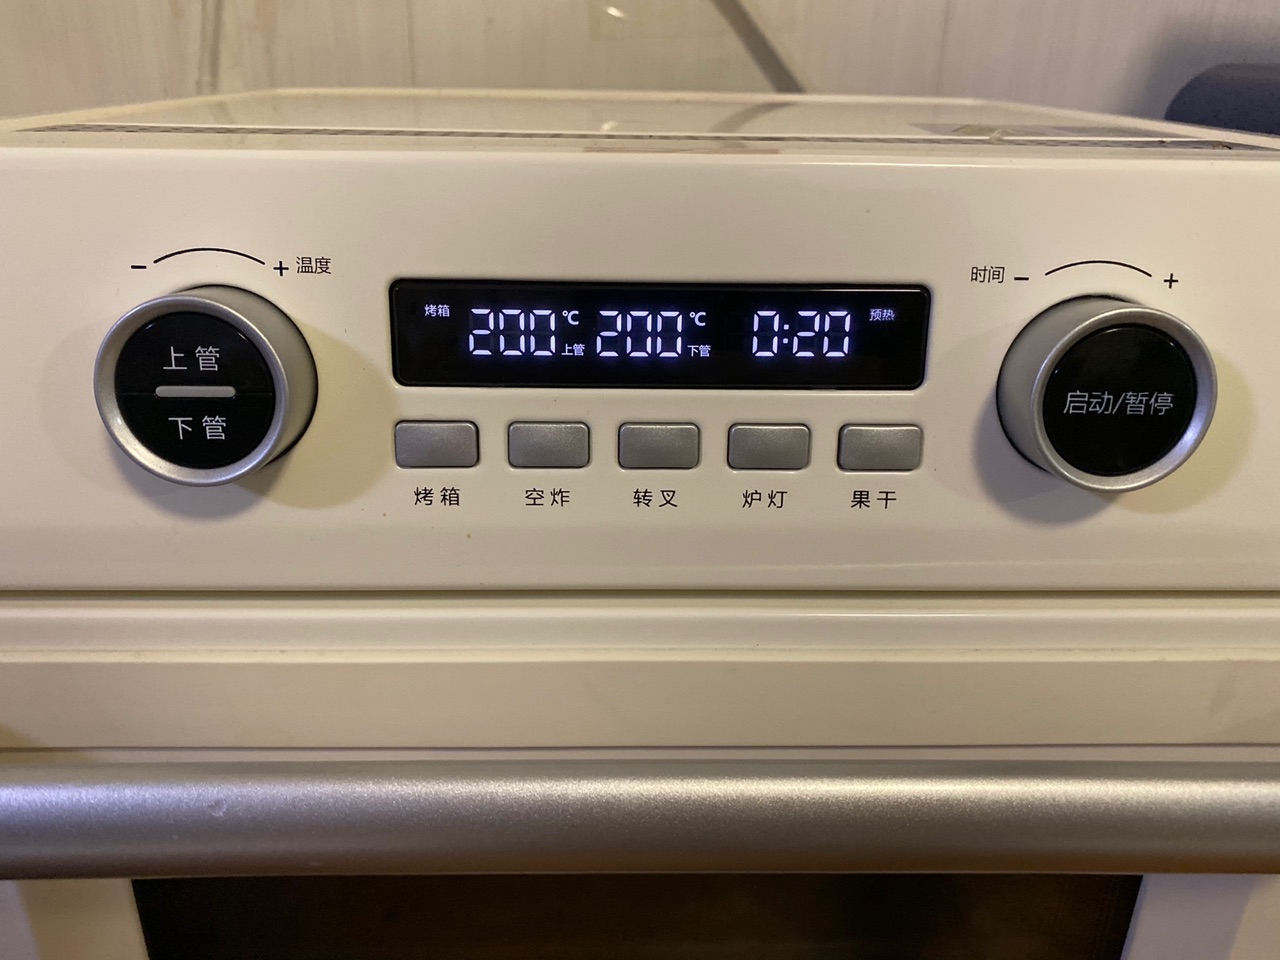 − + 温度
时间 − +
烤箱 200 ℃ 上管 200 ℃ 下管 0:20 预热
上管
下管
启动/暂停
烤箱 空炸 转叉 炉灯 果干